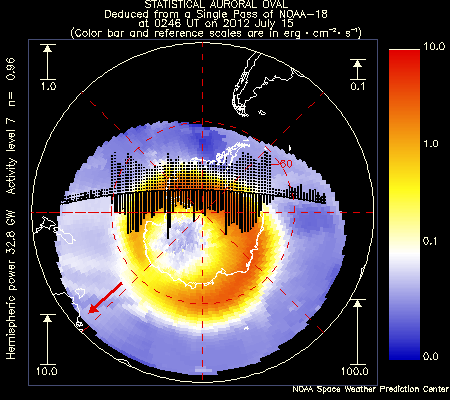 STATISTICAL AURORAL OVAL
Deduced from a Single Pass of NOAA-18
at 0246 UT on 2012 July 15
(Color bar and reference scales are in erg · cm⁻² · s⁻¹)
Hemispheric power 32.8 GW  Activity level 7  n= 0.96
1.0
0.1
60
10.0
100.0
10.0
1.0
0.1
0.0
NOAA Space Weather Prediction Center